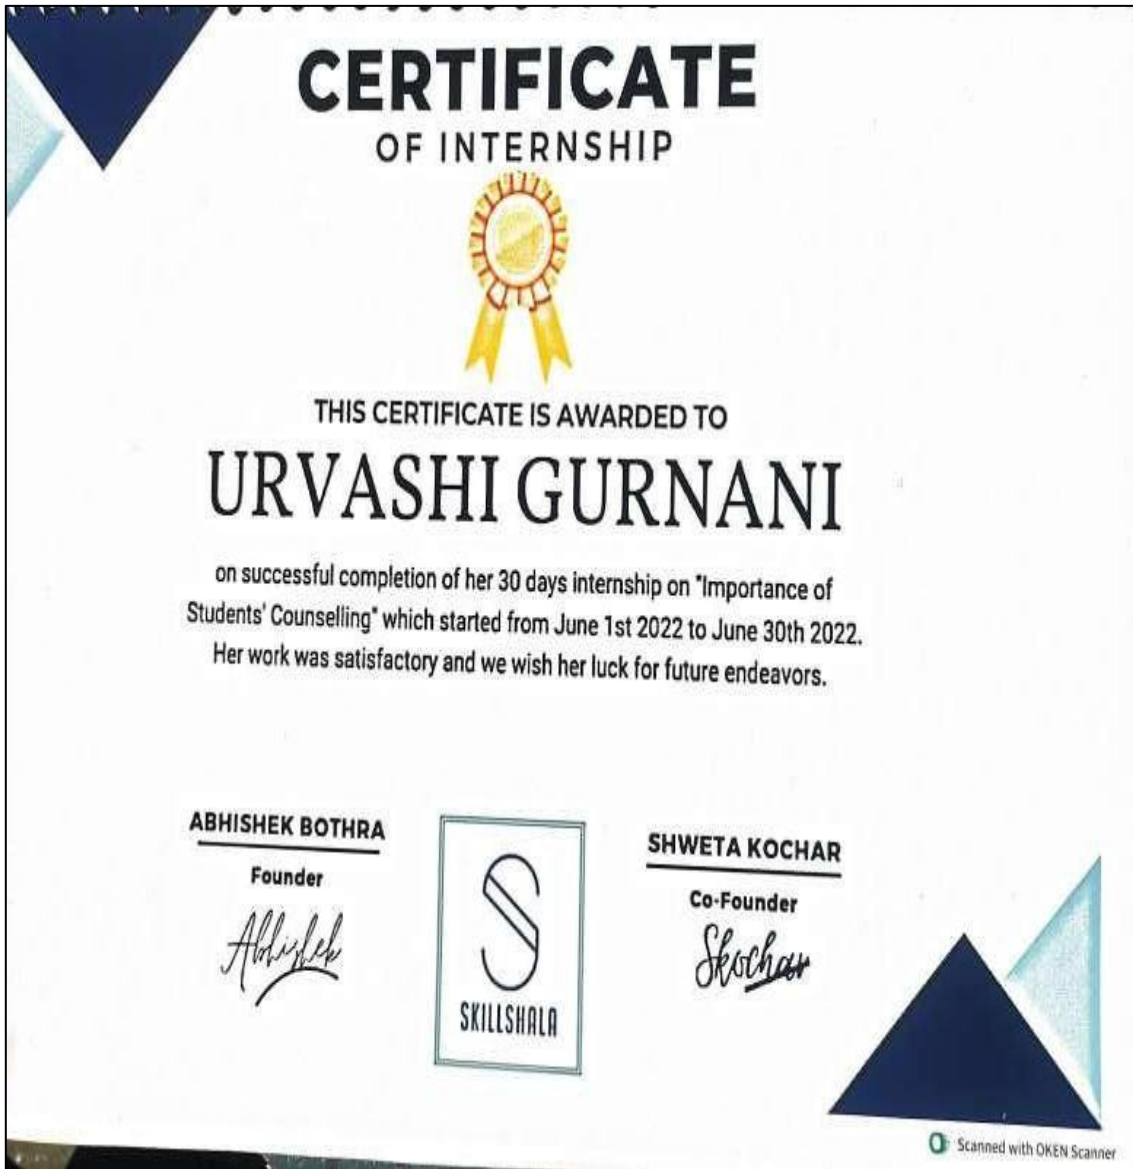 CERTIFICATE
OF INTERNSHIP
THIS CERTIFICATE IS AWARDED TO
URVASHI GURNANI
on successful completion of her 30 days internship on "Importance of
Students' Counselling" which started from June 1st 2022 to June 30th 2022.
Her work was satisfactory and we wish her luck for future endeavors.
ABHISHEK BOTHRA
Founder
Abhishek
SKILLSHALA
SHWETA KOCHAR
Co-Founder
Skochar
Scanned with OKEN Scanner